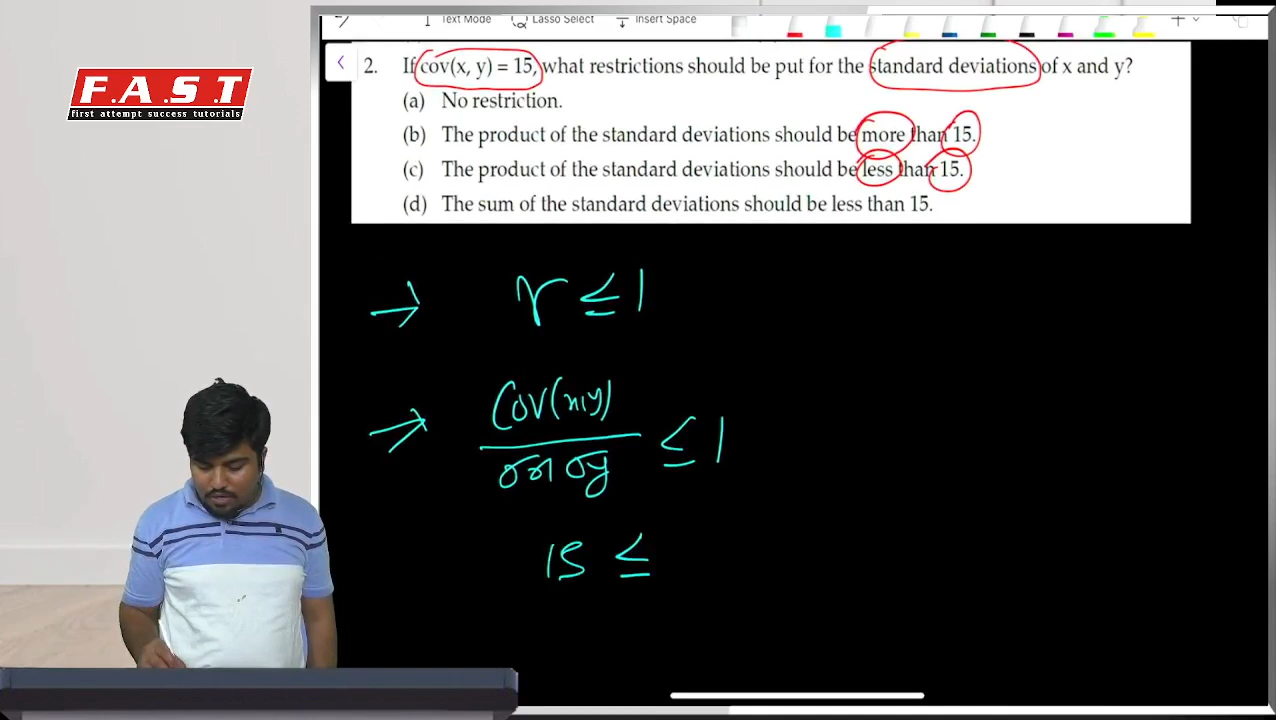 Text Mode Lasso Select Insert Space
F.A.S.T
first attempt success tutorials
2. If cov(x, y) = 15, what restrictions should be put for the standard deviations of x and y?
(a) No restriction.
(b) The product of the standard deviations should be more than 15.
(c) The product of the standard deviations should be less than 15.
(d) The sum of the standard deviations should be less than 15.
→ r ≤ 1
→ Cov(x,y)
σx σy ≤ 1
15 ≤